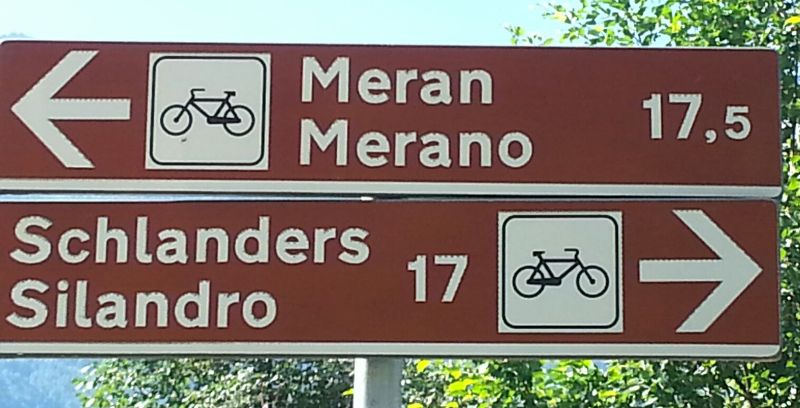 Meran
Merano
17,5
Schlanders
Silandro
17